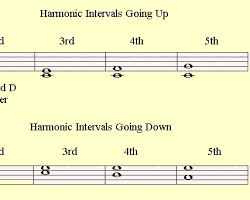 Harmonic Intervals Going Up
d 3rd 4th 5th
d D
er
Harmonic Intervals Going Down
d 3rd 4th 5th